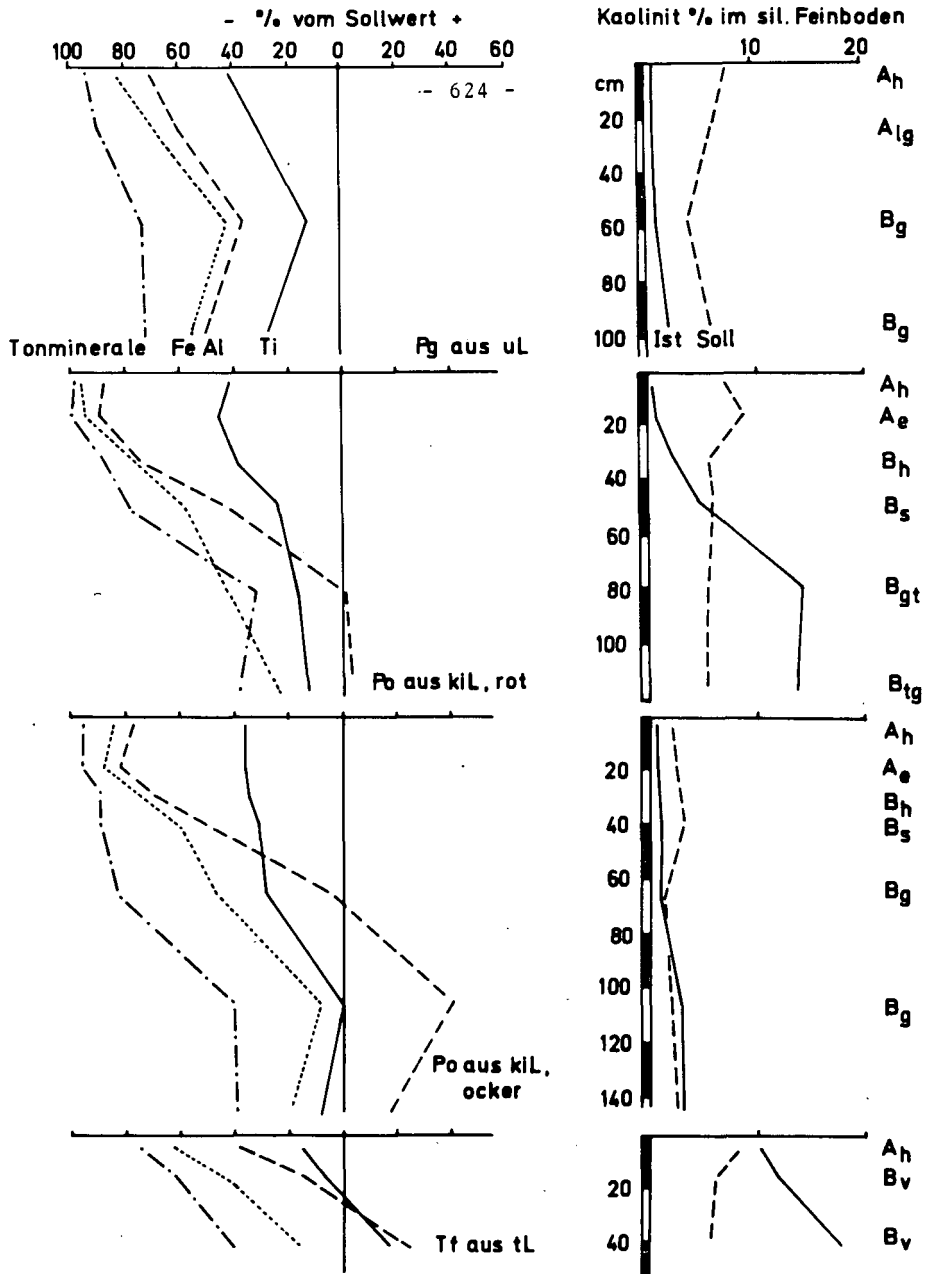 - % vom Sollwert +
100 80 60 40 20 0 20 40 60
- 624 -
Kaolinit % im sil. Feinboden
10 20
cm
20
40
60
80
100
Ah
Alg
Bg
Bg
Tonminerale Fe Al Ti Pg aus uL
Ist Soll
20
40
60
80
100
Ah
Ae
Bh
Bs
Bgt
Btg
Po aus kiL, rot
20
40
60
80
100
120
140
Ah
Ae
Bh
Bs
Bg
Bg
Po aus kiL,
ocker
20
40
Ah
Bv
Bv
Tf aus tL